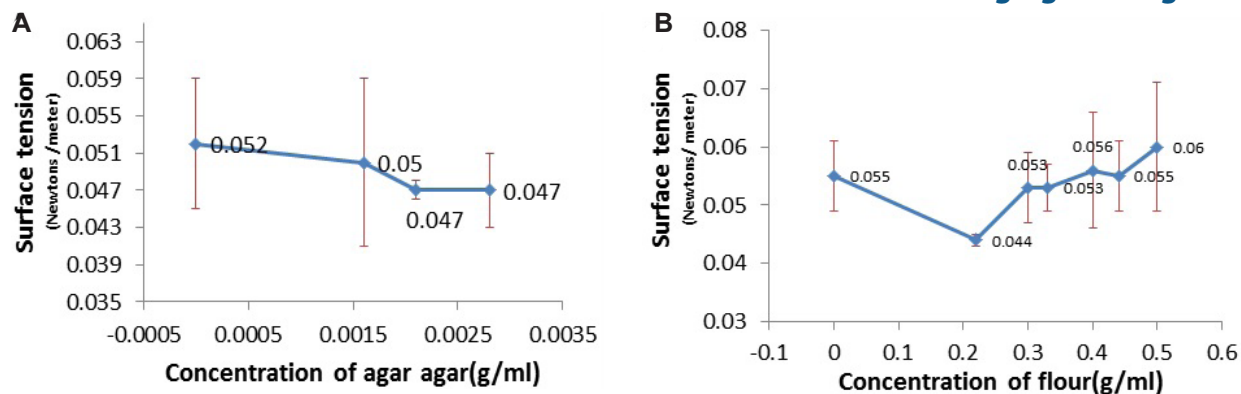 A
0.063
0.059
0.055
0.051
0.047
0.043
0.039
0.035
Surface tension
(Newtons /meter)
0.052
0.05
0.047
0.047
-0.0005 0.0005 0.0015 0.0025 0.0035
Concentration of agar agar(g/ml)
B
0.08
0.07
0.06
0.05
0.04
0.03
Surface tension
(Newtons/ meter)
0.055
0.044
0.053
0.053
0.056
0.055
0.06
-0.1 0 0.1 0.2 0.3 0.4 0.5 0.6
Concentration of flour(g/ml)